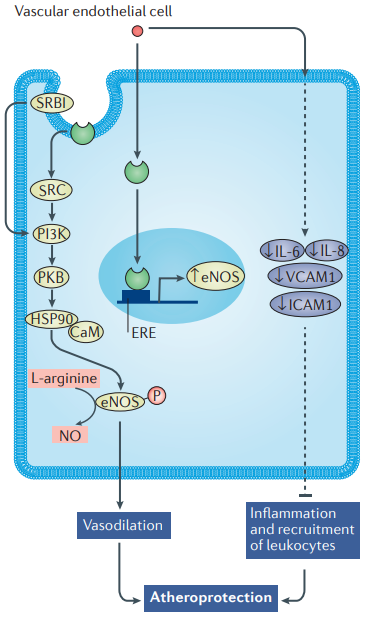 Vascular endothelial cell
SRBI
SRC
PI3K
PKB
HSP90
CaM
L-arginine
eNOS
P
NO
↑eNOS
ERE
↓IL-6
↓IL-8
↓VCAM1
↓ICAM1
Vasodilation
Inflammation
and recruitment
of leukocytes
Atheroprotection